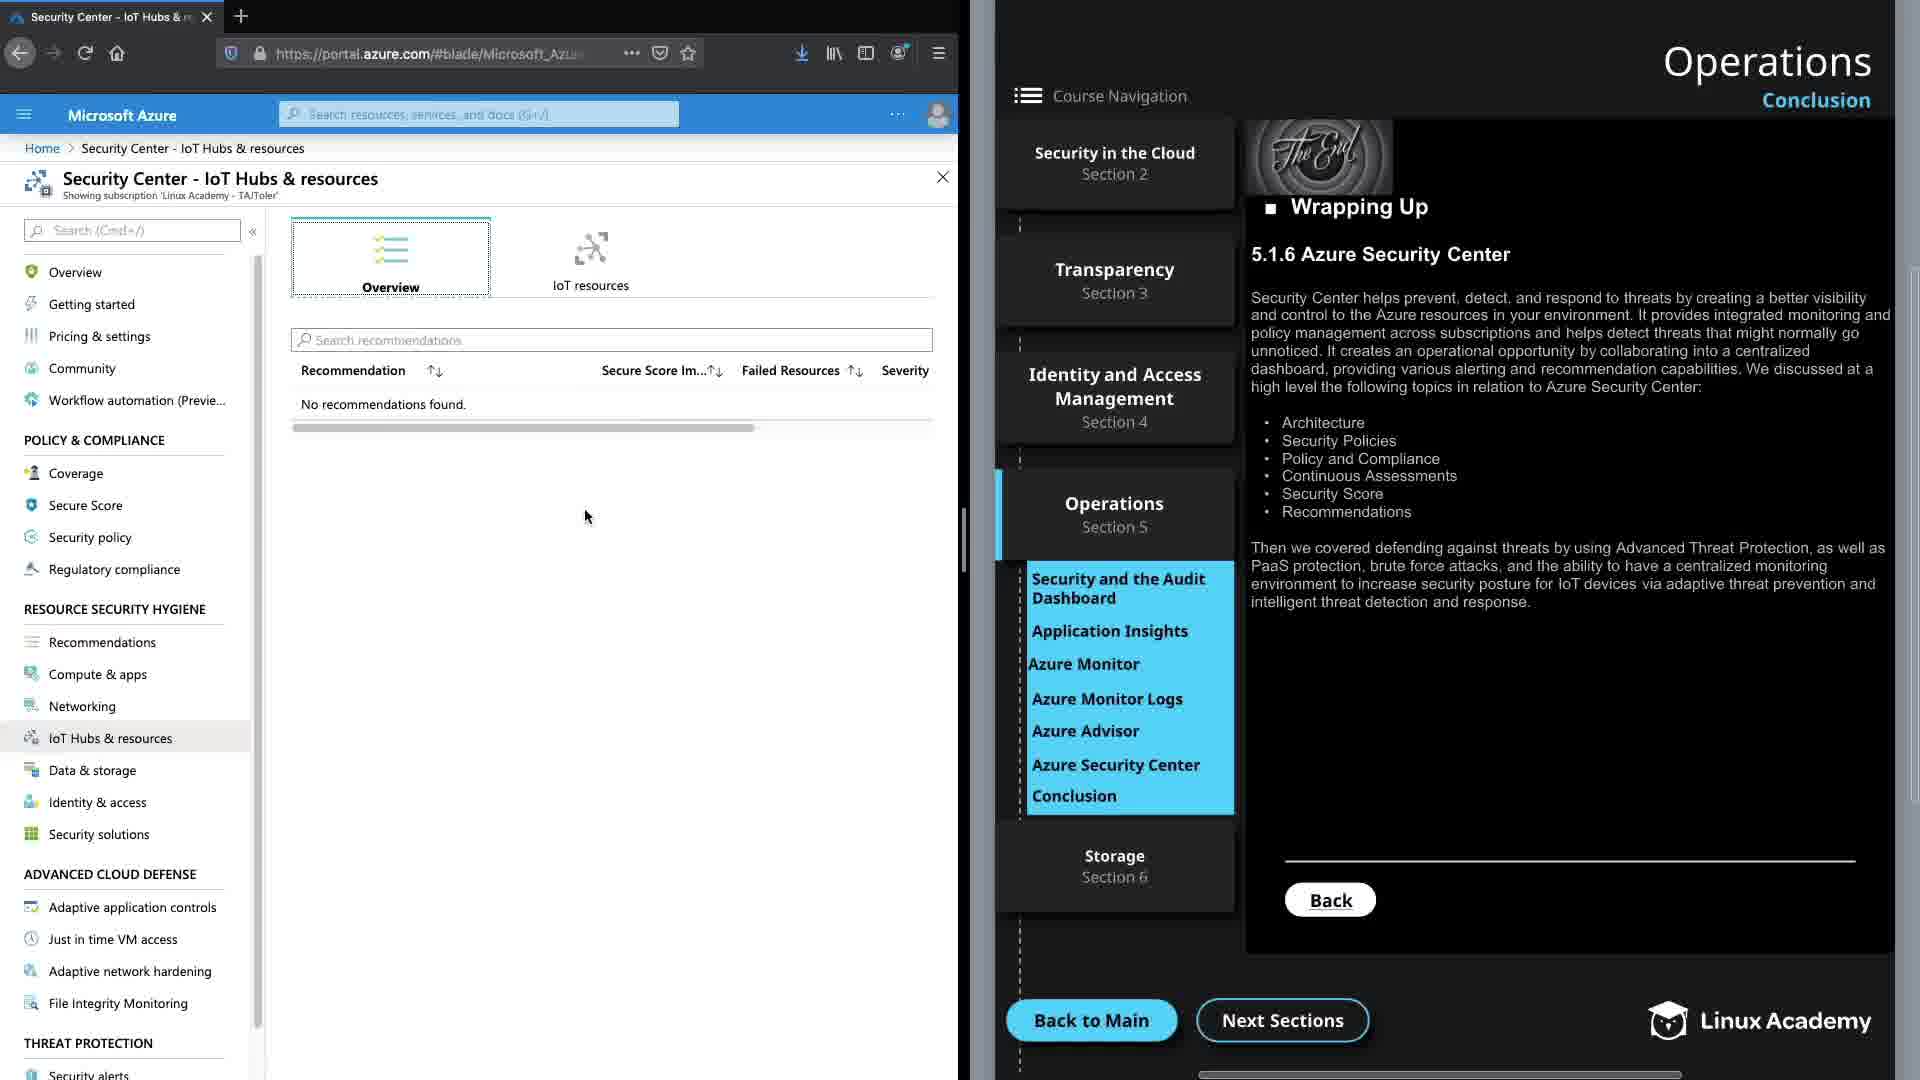 Security Center - IoT Hubs & re
https://portal.azure.com/#blade/Microsoft_Azu
Microsoft Azure
Search resources, services, and docs (G+/)
Home > Security Center - IoT Hubs & resources
Security Center - IoT Hubs & resources
Showing subscription 'Linux Academy - TAJToler'
Search (Cmd+/)
Overview
Getting started
Pricing & settings
Community
Workflow automation (Previe...
POLICY & COMPLIANCE
Coverage
Secure Score
Security policy
Regulatory compliance
RESOURCE SECURITY HYGIENE
Recommendations
Compute & apps
Networking
IoT Hubs & resources
Data & storage
Identity & access
Security solutions
ADVANCED CLOUD DEFENSE
Adaptive application controls
Just in time VM access
Adaptive network hardening
File Integrity Monitoring
THREAT PROTECTION
Security alerts
Overview
IoT resources
Search recommendations
Recommendation Secure Score Im... Failed Resources Severity
No recommendations found.
Operations
Conclusion
Course Navigation
Security in the Cloud
Section 2
Transparency
Section 3
Identity and Access
Management
Section 4
Operations
Section 5
Security and the Audit
Dashboard
Application Insights
Azure Monitor
Azure Monitor Logs
Azure Advisor
Azure Security Center
Conclusion
Storage
Section 6
The End
Wrapping Up
5.1.6 Azure Security Center
Security Center helps prevent, detect, and respond to threats by creating a better visibility
and control to the Azure resources in your environment. It provides integrated monitoring and
policy management across subscriptions and helps detect threats that might normally go
unnoticed. It creates an operational opportunity by collaborating into a centralized
dashboard, providing various alerting and recommendation capabilities. We discussed at a
high level the following topics in relation to Azure Security Center:
• Architecture
• Security Policies
• Policy and Compliance
• Continuous Assessments
• Security Score
• Recommendations
Then we covered defending against threats by using Advanced Threat Protection, as well as
PaaS protection, brute force attacks, and the ability to have a centralized monitoring
environment to increase security posture for IoT devices via adaptive threat prevention and
intelligent threat detection and response.
Back
Back to Main
Next Sections
Linux Academy